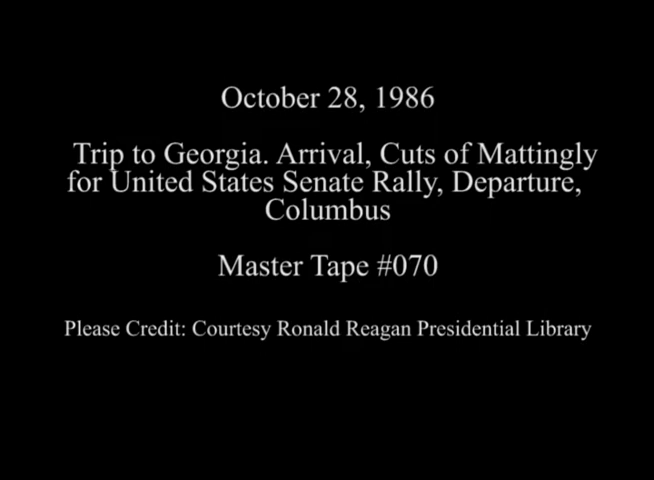 October 28, 1986
Trip to Georgia. Arrival, Cuts of Mattingly
for United States Senate Rally, Departure,
Columbus
Master Tape #070
Please Credit: Courtesy Ronald Reagan Presidential Library